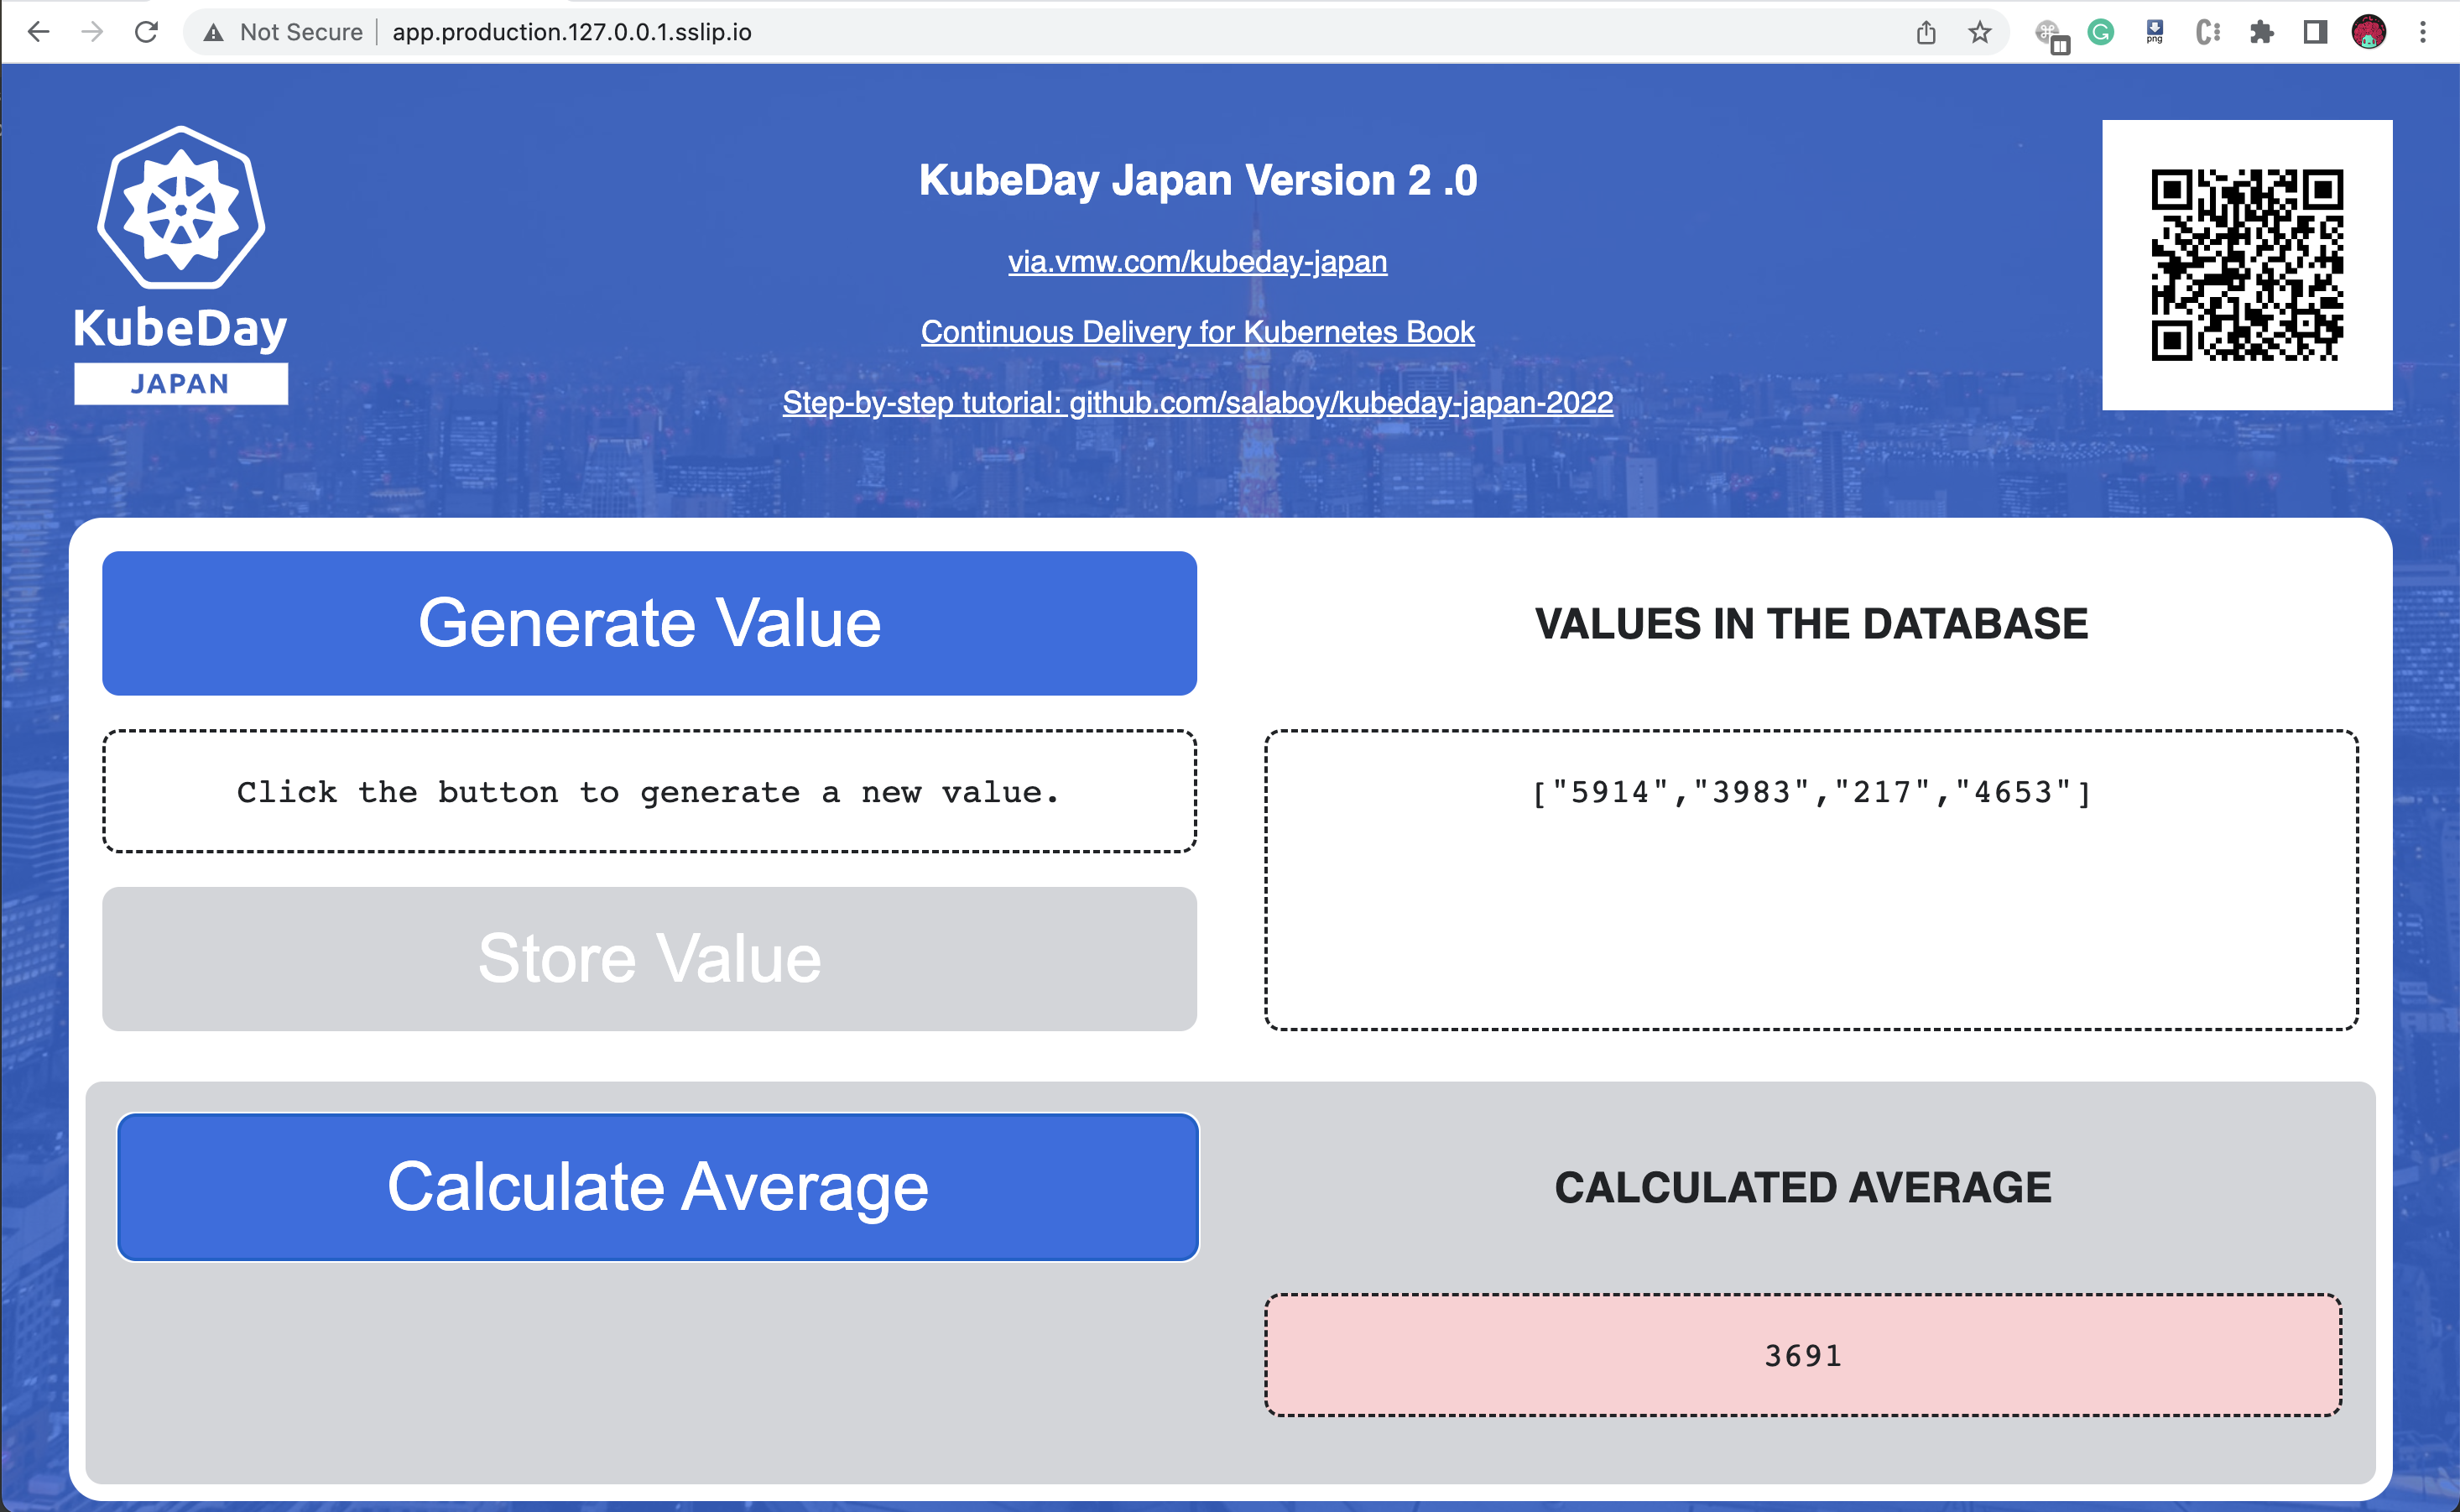 Not Secure app.production.127.0.0.1.sslip.io
png
KubeDay
JAPAN
KubeDay Japan Version 2 .0
via.vmw.com/kubeday-japan
Continuous Delivery for Kubernetes Book
Step-by-step tutorial: github.com/salaboy/kubeday-japan-2022
Generate Value
VALUES IN THE DATABASE
Click the button to generate a new value.
["5914","3983","217","4653"]
Store Value
Calculate Average
CALCULATED AVERAGE
3691